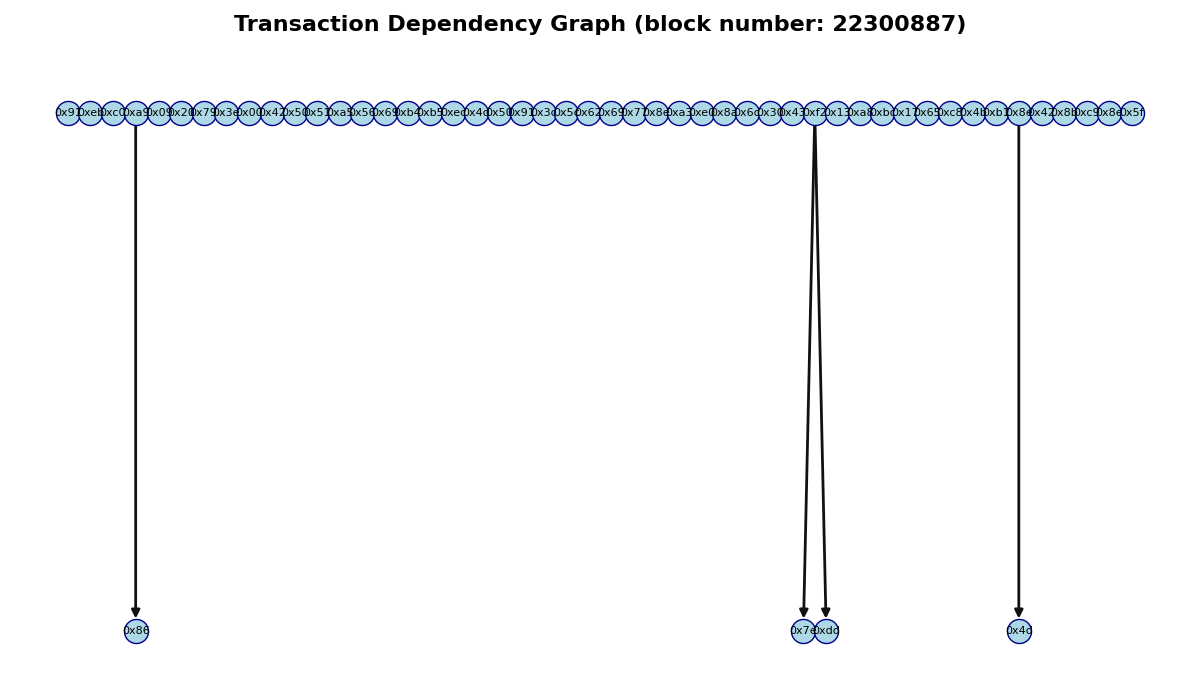 Transaction Dependency Graph (block number: 22300887)
0x91 0xeb 0xc0 0xa9 0x09 0x20 0x79 0x3e 0x00 0x42 0x50 0x51 0xa5 0x56 0x69 0xb4 0xb5 0xec 0x4d 0x50 0x91 0x3c 0x5c 0x62 0x69 0x77 0x8e 0xa3 0xe0 0x8a 0x6c 0x30 0x43 0xf2 0x13 0xa8 0xbc 0x17 0x65 0xc8 0x4b 0xb1 0x8e 0x42 0x8b 0xc9 0x8e 0x5f
0x86 0x7e 0xdd 0x4c